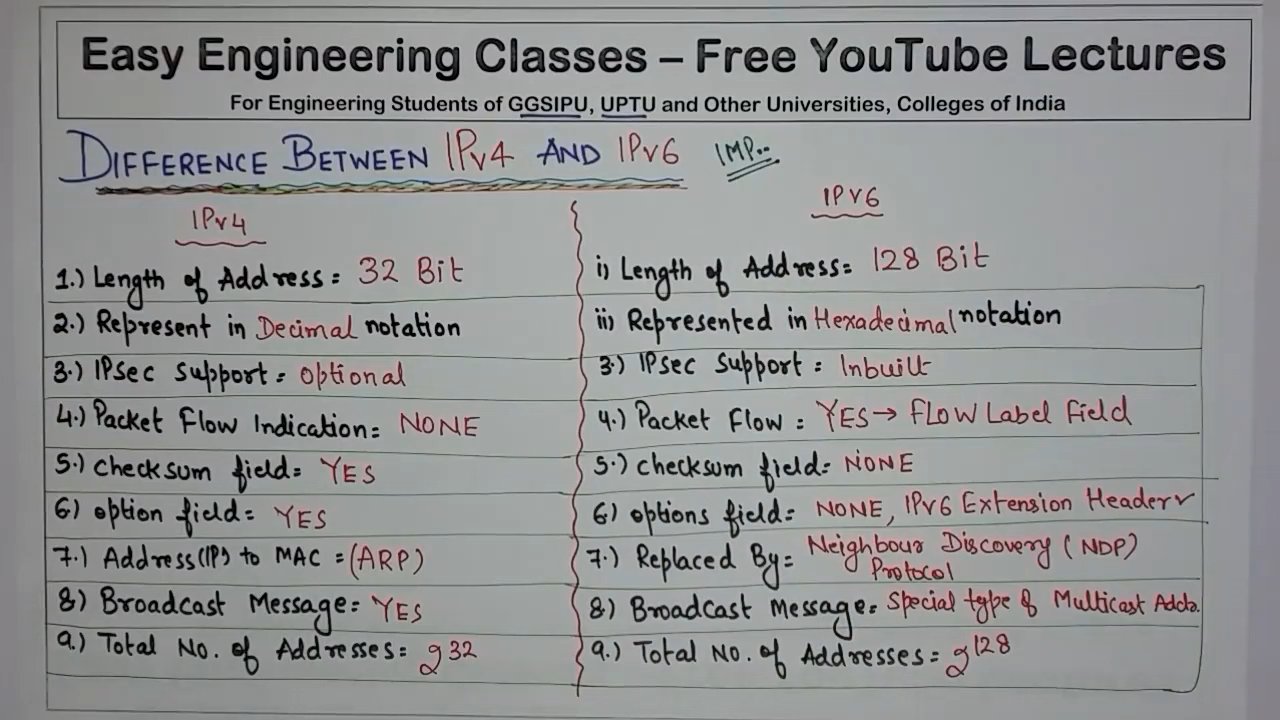 Easy Engineering Classes – Free YouTube Lectures
For Engineering Students of GGSIPU, UPTU and Other Universities, Colleges of India
DIFFERENCE BETWEEN IPv4 AND IPv6 IMP..
IPv4
1.) Length of Address = 32 Bit
2.) Represent in Decimal notation
3.) IPsec Support = Optional
4.) Packet Flow Indication = NONE
5.) Checksum field = YES
6) option field = YES
7.) Address(IP) to MAC = (ARP)
8) Broadcast Message = YES
9.) Total No. of Addresses = 2^32
IPV6
i) Length of Address = 128 Bit
ii) Represented in Hexadecimal notation
3.) IPsec Support = Inbuilt
4.) Packet Flow = YES → FLOW Label Field
5.) Checksum field = NONE
6) options field = NONE, IPv6 Extension Header
7.) Replaced By = Neighbour Discovery (NDP)
Protocol
8) Broadcast Message = Special type of Multicast Addr.
9.) Total No. of Addresses = 2^128